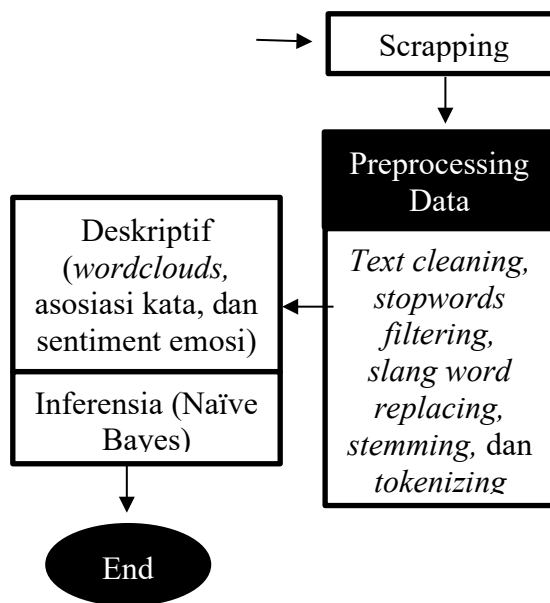 Scrapping
Preprocessing
Data
Text cleaning,
stopwords
filtering,
slang word
replacing,
stemming, dan
tokenizing
Deskriptif
(wordclouds,
asosiasi kata, dan
sentiment emosi)
Inferensia (Naïve
Bayes)
End